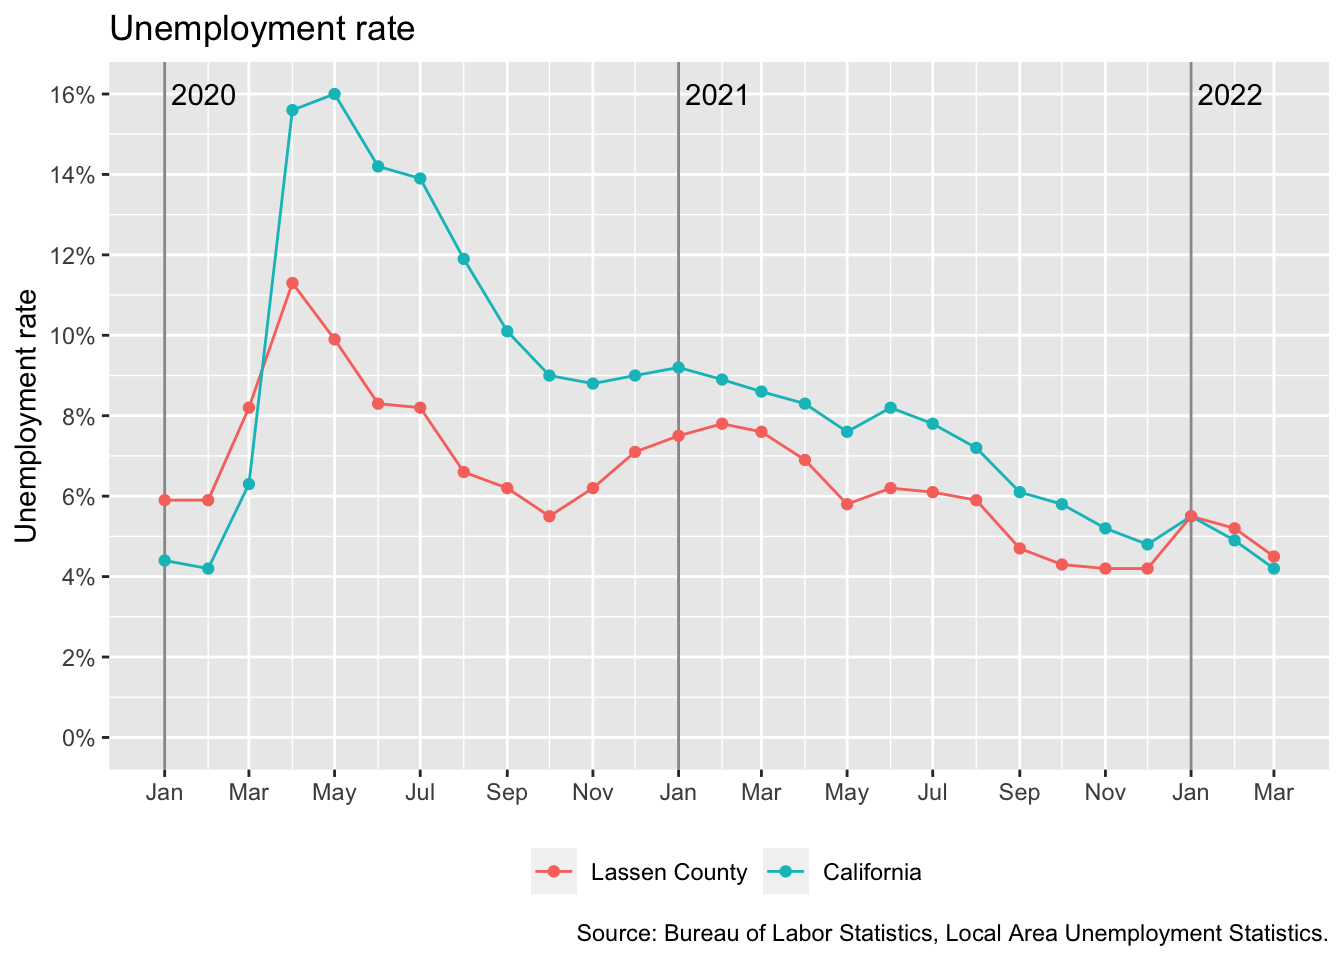 Unemployment rate
Unemployment rate
2020 2021 2022
16%
14%
12%
10%
8%
6%
4%
2%
0%
Jan Mar May Jul Sep Nov Jan Mar May Jul Sep Nov Jan Mar
Lassen County California
Source: Bureau of Labor Statistics, Local Area Unemployment Statistics.